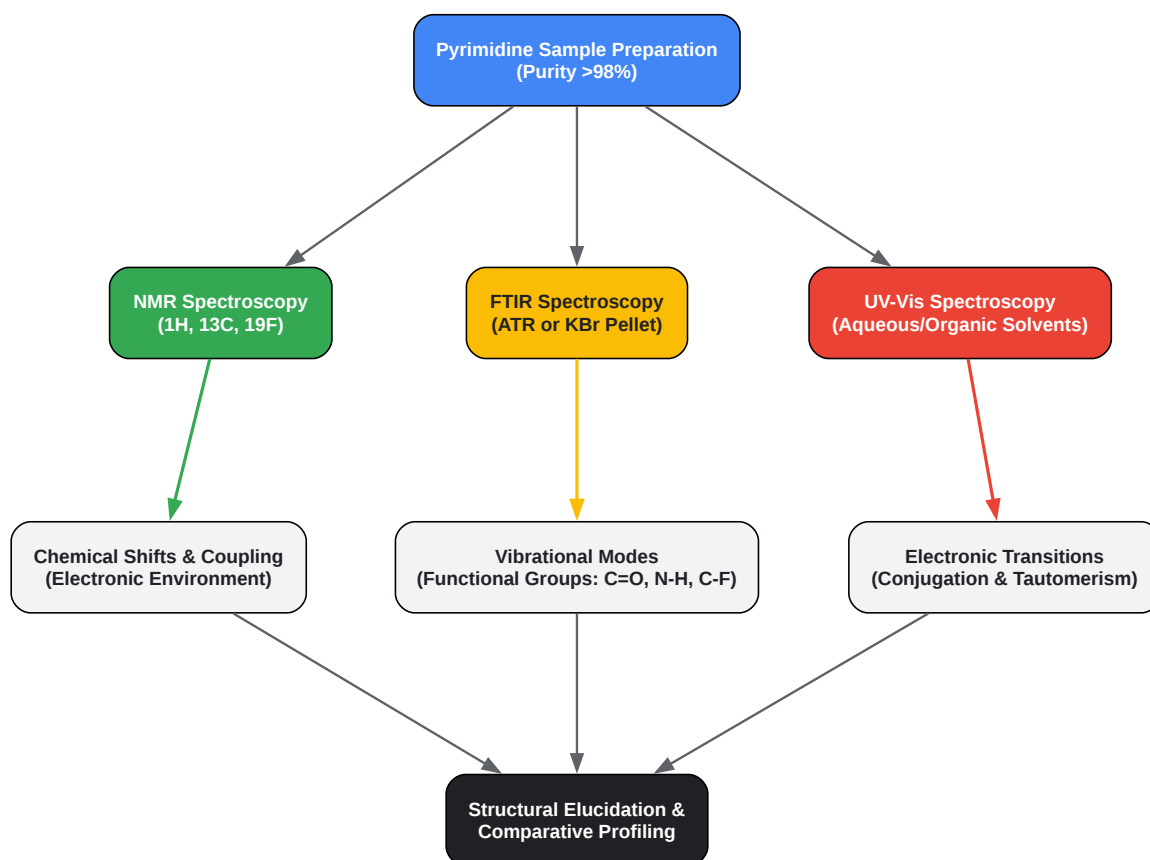 Pyrimidine Sample Preparation
(Purity >98%)
NMR Spectroscopy
(1H, 13C, 19F)
FTIR Spectroscopy
(ATR or KBr Pellet)
UV-Vis Spectroscopy
(Aqueous/Organic Solvents)
Chemical Shifts & Coupling
(Electronic Environment)
Vibrational Modes
(Functional Groups: C=O, N-H, C-F)
Electronic Transitions
(Conjugation & Tautomerism)
Structural Elucidation &
Comparative Profiling